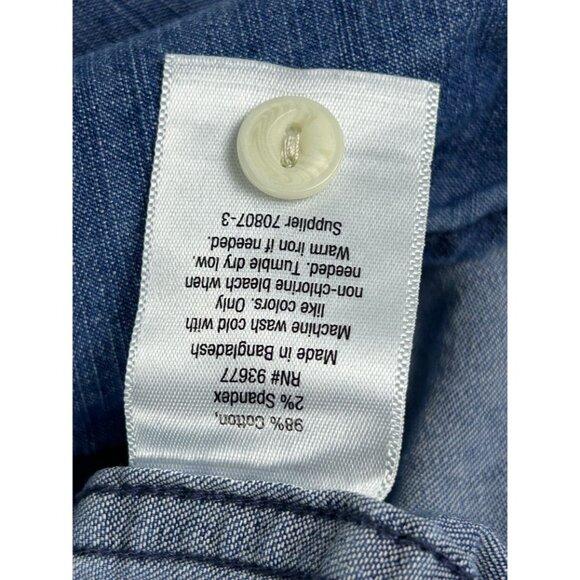 98% Cotton,
2% Spandex
RN# 93677
Made in Bangladesh
Machine wash cold with
like colors. Only
non-chlorine bleach when
needed. Tumble dry low.
Warm iron if needed.
Supplier 70807-3